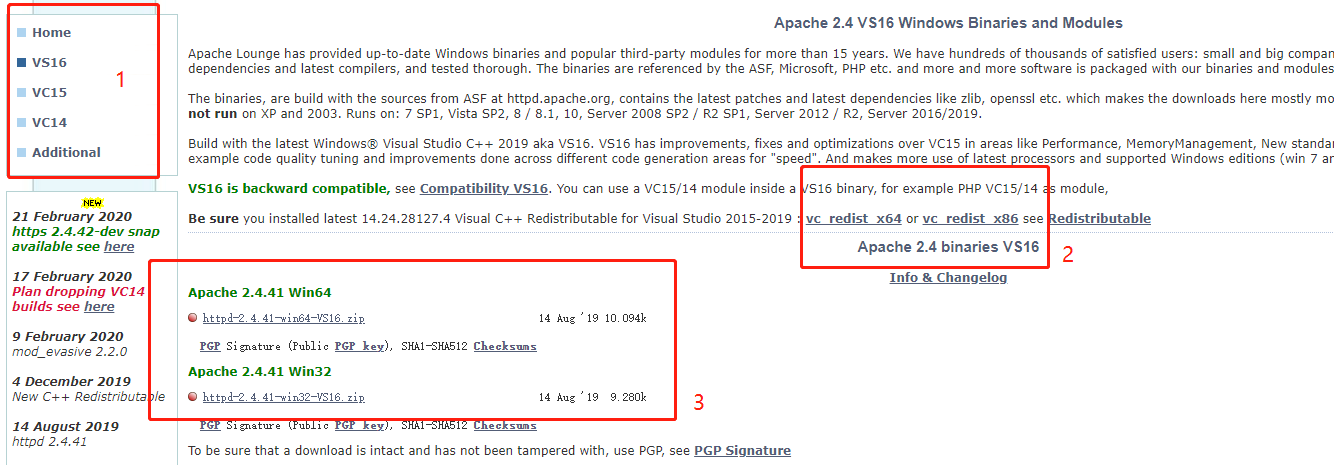 Home
VS16
VC15
VC14
Additional
1
NEW
21 February 2020
https 2.4.42-dev snap
available see here
17 February 2020
Plan dropping VC14
builds see here
9 February 2020
mod_evasive 2.2.0
4 December 2019
New C++ Redistributable
14 August 2019
httpd 2.4.41
Apache 2.4 VS16 Windows Binaries and Modules
Apache Lounge has provided up-to-date Windows binaries and popular third-party modules for more than 15 years. We have hundreds of thousands of satisfied users: small and big compan
dependencies and latest compilers, and tested thorough. The binaries are referenced by the ASF, Microsoft, PHP etc. and more and more software is packaged with our binaries and modules
The binaries, are build with the sources from ASF at httpd.apache.org, contains the latest patches and latest dependencies like zlib, openssl etc. which makes the downloads here mostly mo
not run on XP and 2003. Runs on: 7 SP1, Vista SP2, 8 / 8.1, 10, Server 2008 SP2 / R2 SP1, Server 2012 / R2, Server 2016/2019.
Build with the latest Windows® Visual Studio C++ 2019 aka VS16. VS16 has improvements, fixes and optimizations over VC15 in areas like Performance, MemoryManagement, New standar
example code quality tuning and improvements done across different code generation areas for "speed". And makes more use of latest processors and supported Windows editions (win 7 an
VS16 is backward compatible, see Compatibility VS16. You can use a VC15/14 module inside a VS16 binary, for example PHP VC15/14 as module,
Be sure you installed latest 14.24.28127.4 Visual C++ Redistributable for Visual Studio 2015-2019 : vc_redist_x64 or vc_redist_x86 see Redistributable
Apache 2.4 binaries VS16
2
Info & Changelog
Apache 2.4.41 Win64
httpd-2.4.41-win64-VS16.zip 14 Aug '19 10.094k
PGP Signature (Public PGP key), SHA1-SHA512 Checksums
Apache 2.4.41 Win32
httpd-2.4.41-win32-VS16.zip 14 Aug '19 9.280k
3
PGP Signature (Public PGP key), SHA1-SHA512 Checksums
To be sure that a download is intact and has not been tampered with, use PGP, see PGP Signature